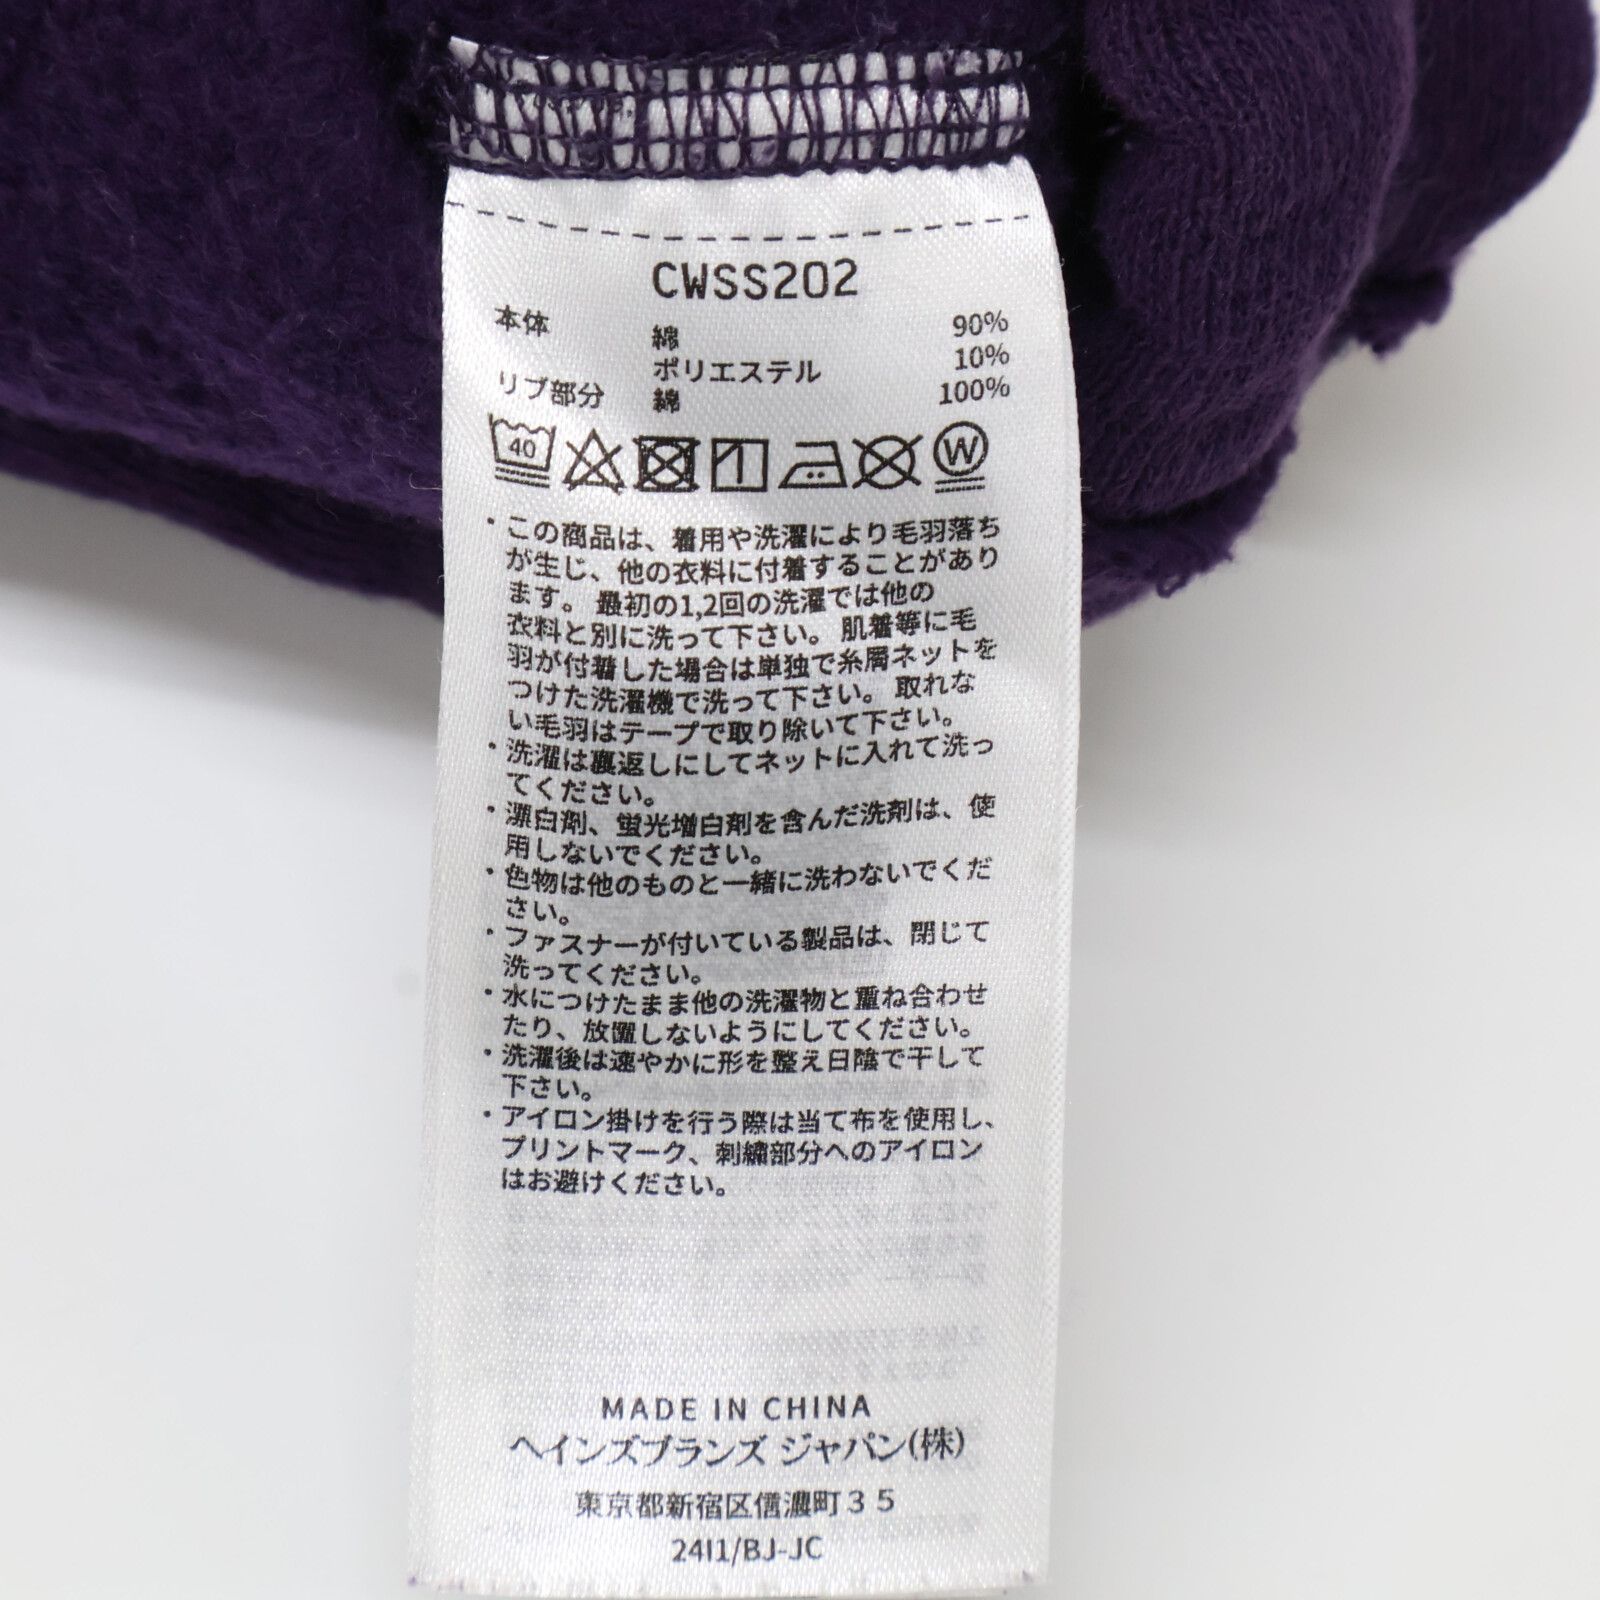 CWSS202
本体 綿 90%
ポリエステル 10%
リブ部分 綿 100%
40 W
・この商品は、着用や洗濯により毛羽落ち
が生じ、他の衣料に付着することがあり
ます。最初の1,2回の洗濯では他の
衣料と別に洗って下さい。肌着等に毛
羽が付着した場合は単独で糸屑ネットを
つけた洗濯機で洗って下さい。取れな
い毛羽はテープで取り除いて下さい。
・洗濯は裏返しにしてネットに入れて洗っ
てください。
・漂白剤、蛍光増白剤を含んだ洗剤は、使
用しないでください。
・色物は他のものと一緒に洗わないでくだ
さい。
・ファスナーが付いている製品は、閉じて
洗ってください。
・水につけたまま他の洗濯物と重ね合わせ
たり、放置しないようにしてください。
・洗濯後は速やかに形を整え日陰で干して
下さい。
・アイロン掛けを行う際は当て布を使用し、
プリントマーク、刺繍部分へのアイロン
はお避けください。
MADE IN CHINA
ヘインズブランズ ジャパン(株)
東京都新宿区信濃町35
24I1/BJ-JC